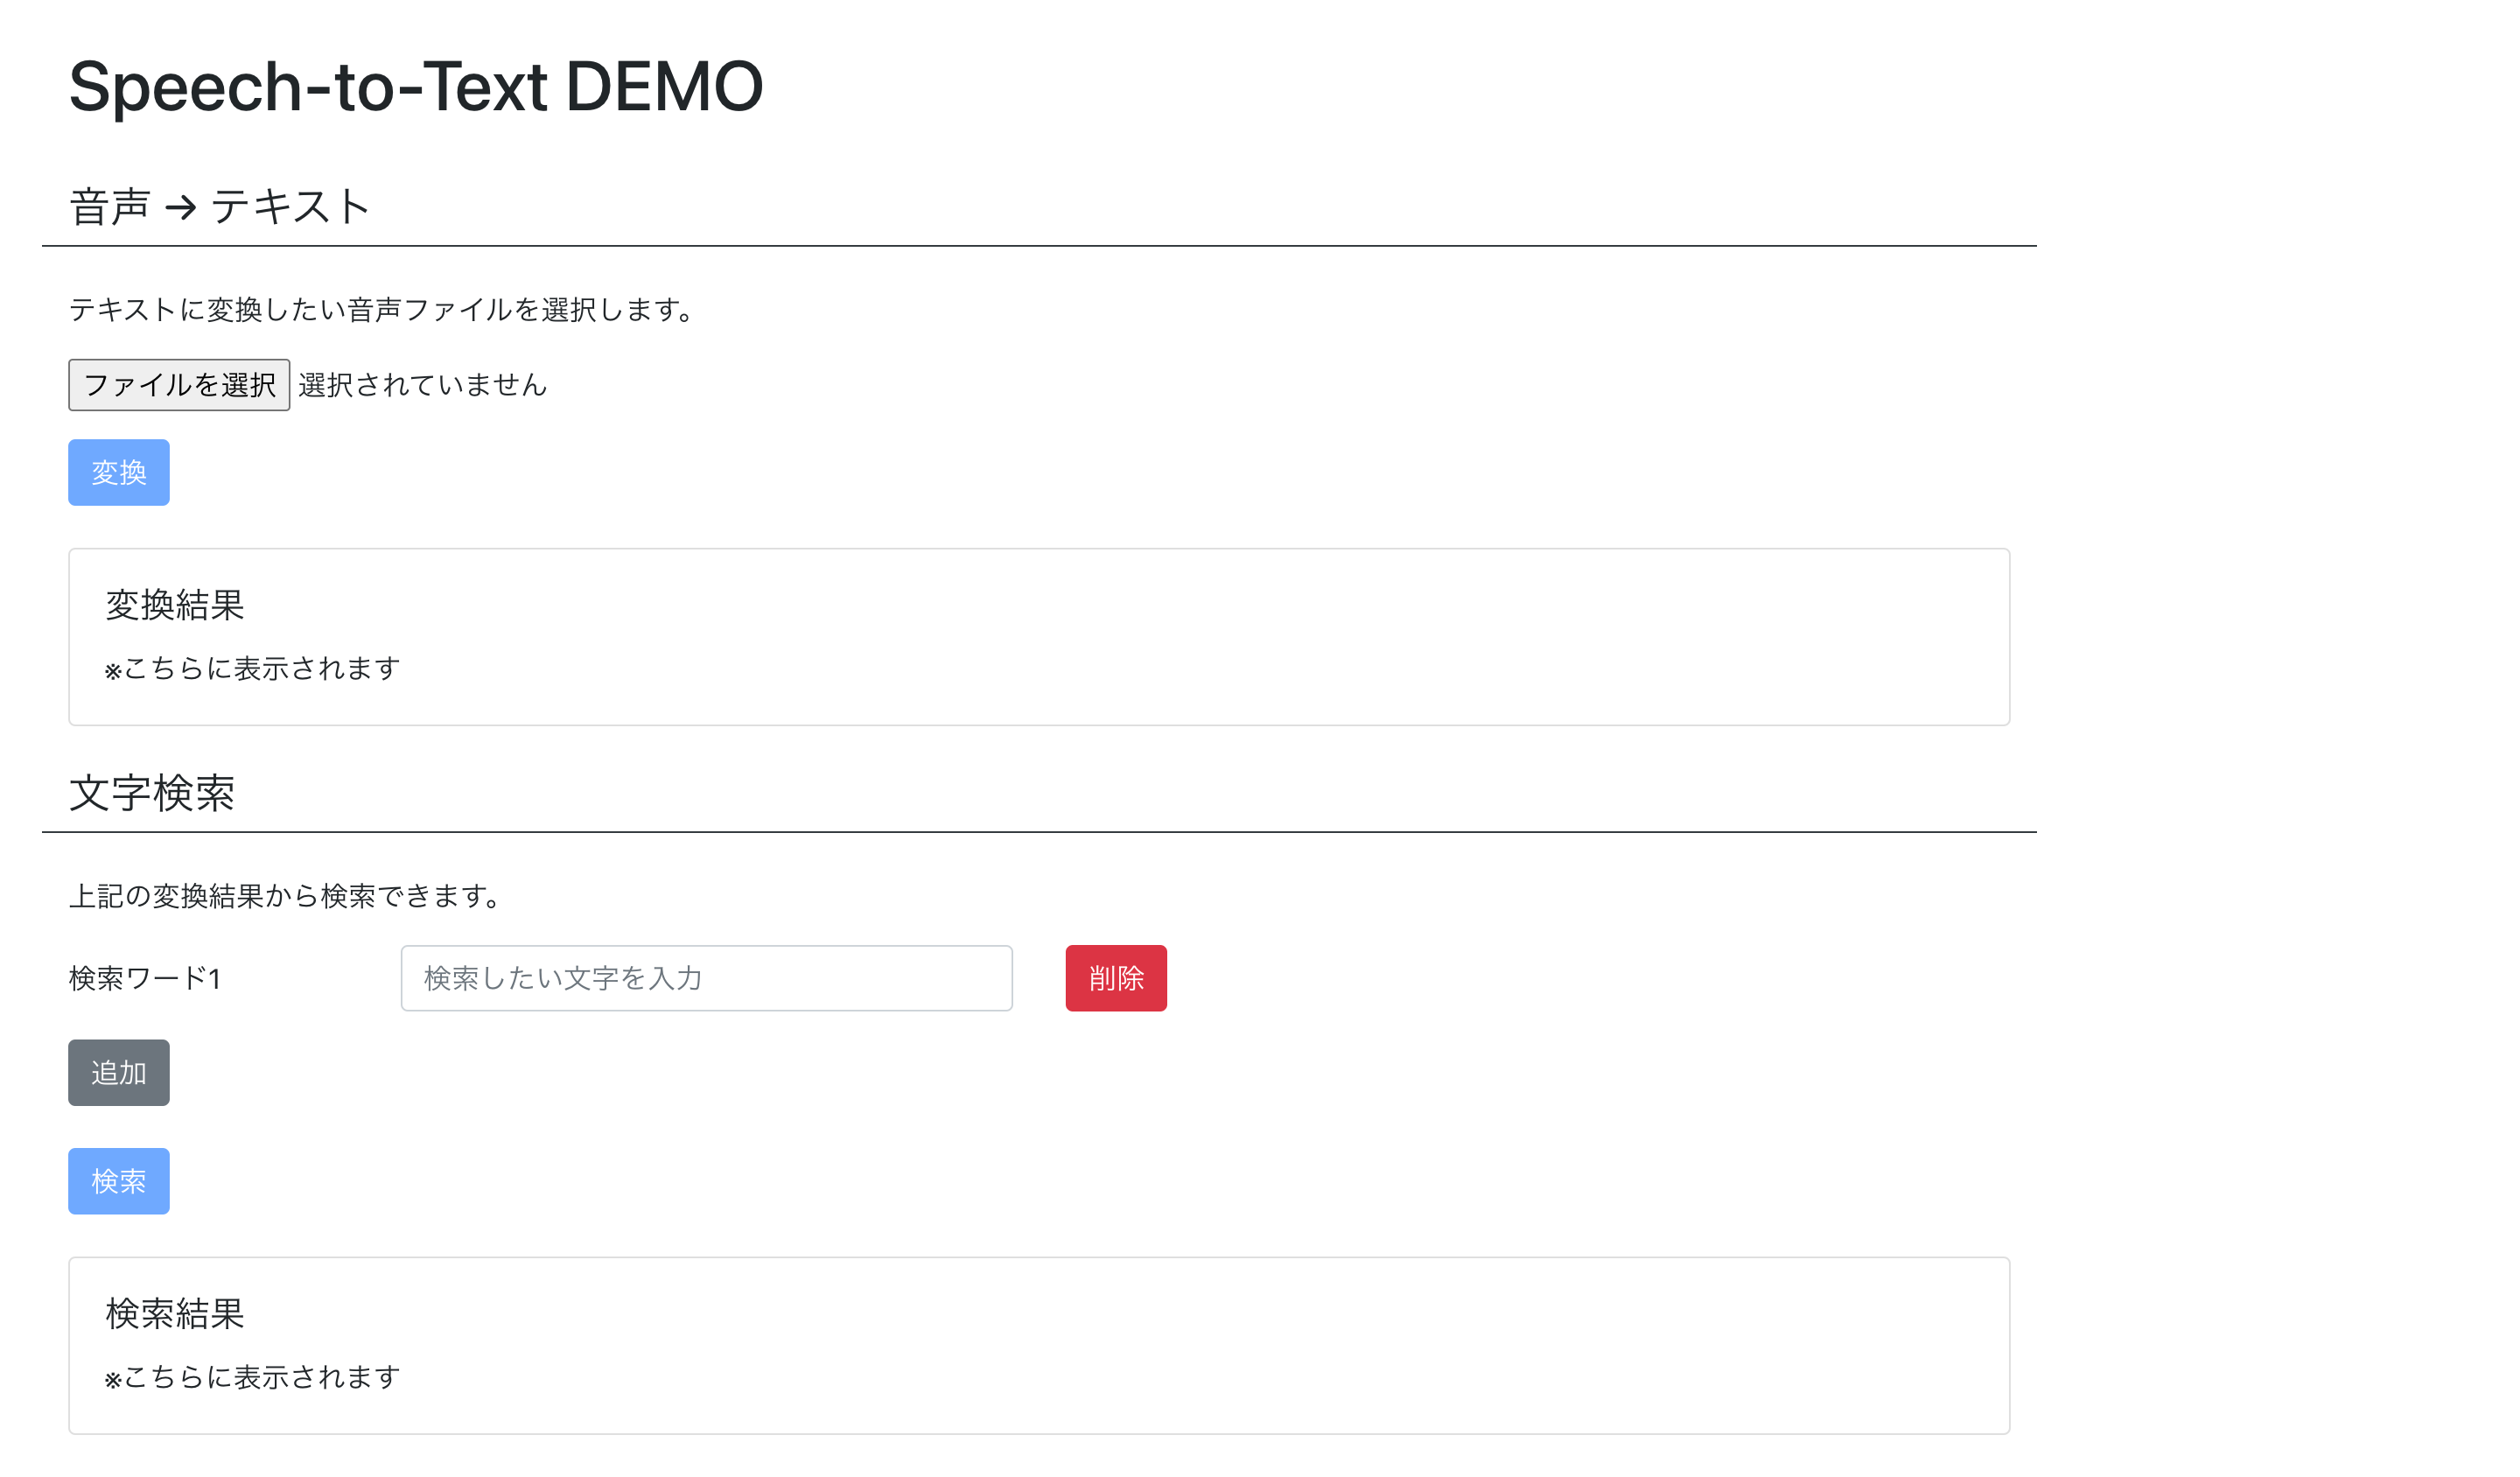 Speech-to-Text DEMO
音声 → テキスト
テキストに変換したい音声ファイルを選択します。
ファイルを選択 選択されていません
変換
変換結果
※こちらに表示されます
文字検索
上記の変換結果から検索できます。
検索ワード1 検索したい文字を入力 削除
追加
検索
検索結果
※こちらに表示されます